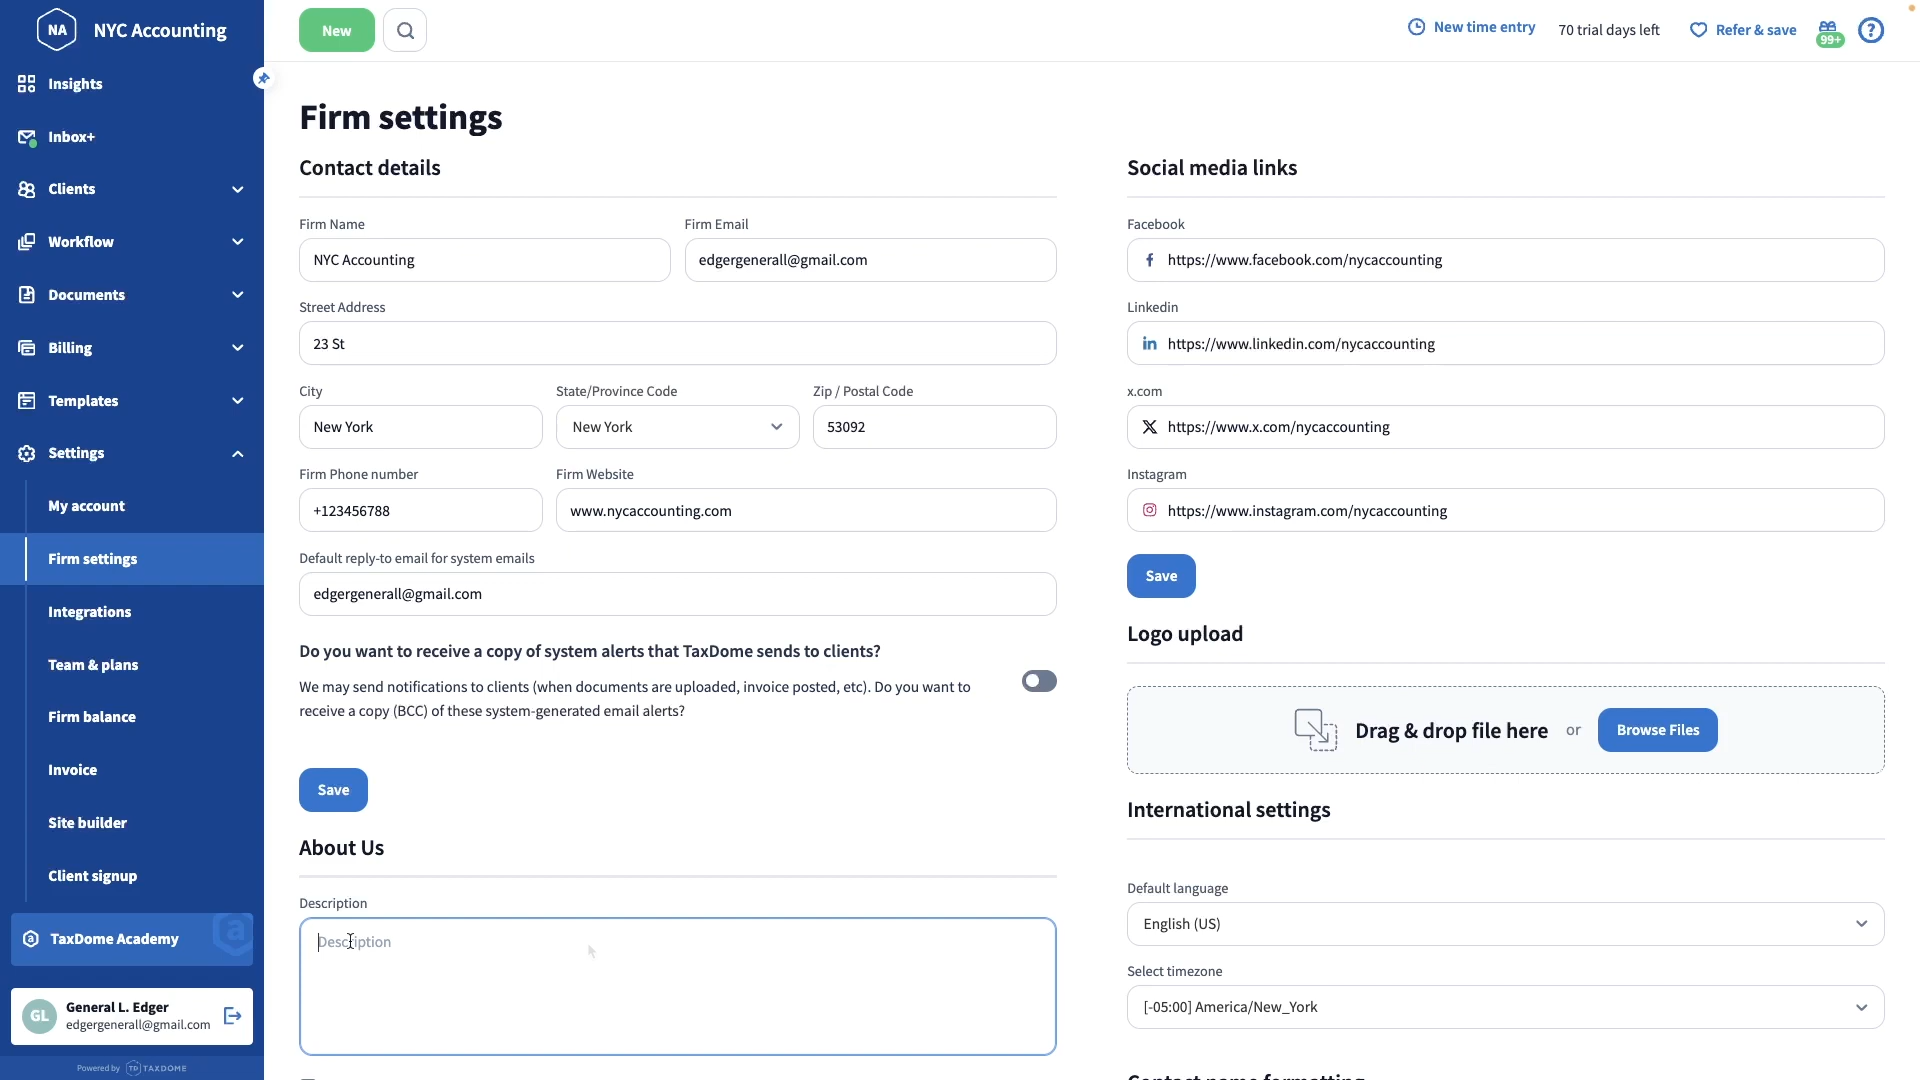 NA
NYC Accounting
Insights
Inbox+
Clients
Workflow
Documents
Billing
Templates
Settings
My account
Firm settings
Integrations
Team & plans
Firm balance
Invoice
Site builder
Client signup
TaxDome Academy
GL
General L. Edger
edgergenerall@gmail.com
Powered by TD TAXDOME
New
New time entry
70 trial days left
Refer & save
99+
?
Firm settings
Contact details
Firm Name
Firm Email
NYC Accounting
edgergenerall@gmail.com
Street Address
23 St
City
State/Province Code
Zip / Postal Code
New York
New York
53092
Firm Phone number
Firm Website
+123456788
www.nycaccounting.com
Default reply-to email for system emails
edgergenerall@gmail.com
Do you want to receive a copy of system alerts that TaxDome sends to clients?
We may send notifications to clients (when documents are uploaded, invoice posted, etc). Do you want to
receive a copy (BCC) of these system-generated email alerts?
Save
About Us
Description
Description
Social media links
Facebook
https://www.facebook.com/nycaccounting
Linkedin
https://www.linkedin.com/nycaccounting
x.com
https://www.x.com/nycaccounting
Instagram
https://www.instagram.com/nycaccounting
Save
Logo upload
Drag & drop file here or Browse Files
International settings
Default language
English (US)
Select timezone
[-05:00] America/New_York
Contact name formatting